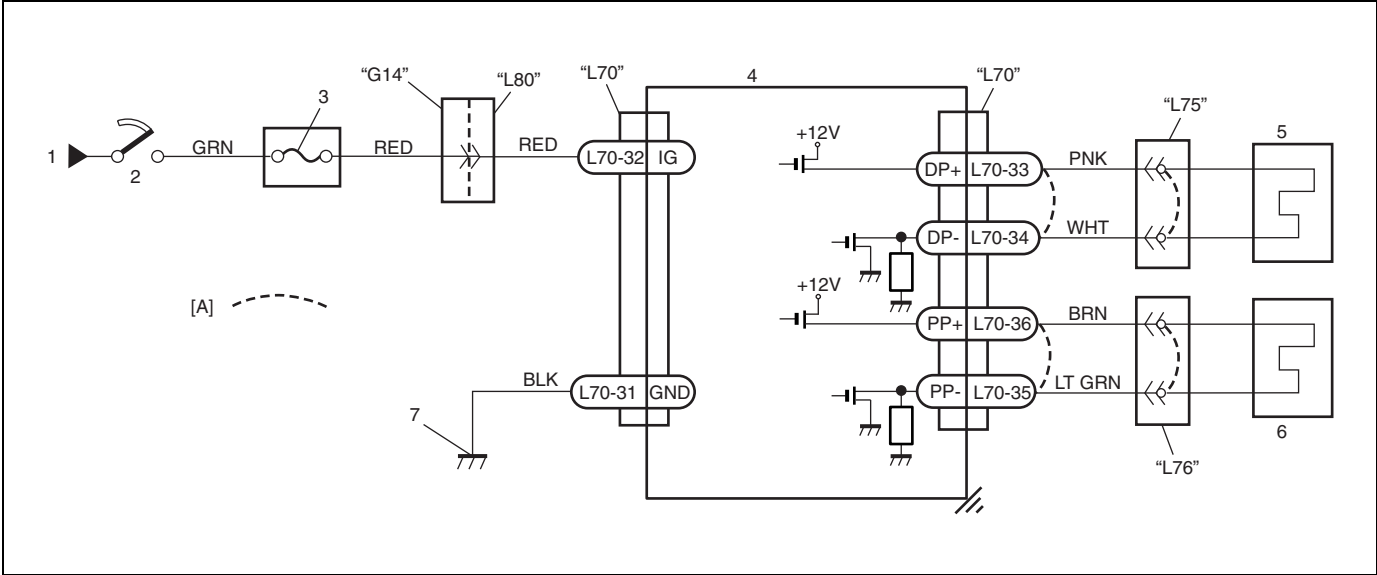 “G14”
“L80”
“L70”
4
“L70”
3
“L75”
5
+12V
1
2
GRN
RED
RED
L70-32 IG
DP+ L70-33
PNK
DP- L70-34
WHT
+12V
[A]
PP+ L70-36
BRN
BLK
L70-31 GND
PP- L70-35
LT GRN
7
6
“L76”